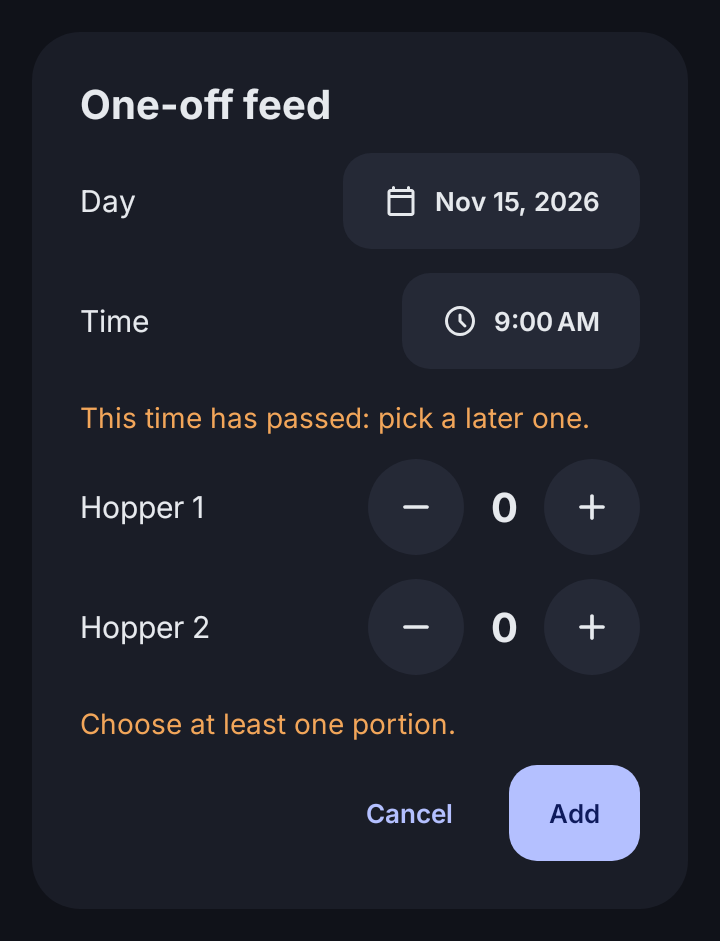 One-off feed
Day
Nov 15, 2026
Time
9:00 AM
This time has passed: pick a later one.
Hopper 1
0
Hopper 2
0
Choose at least one portion.
Cancel
Add